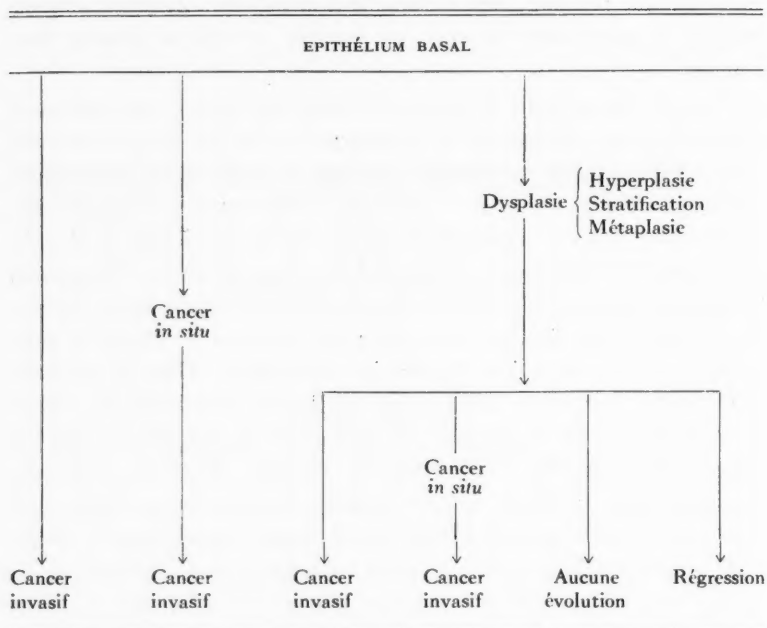 EPITHÉLIUM BASAL
Dysplasie
Hyperplasie
Stratification
Métaplasie
Cancer
in situ
Cancer
in situ
Cancer
invasif
Cancer
invasif
Cancer
invasif
Cancer
invasif
Aucune
évolution
Régression